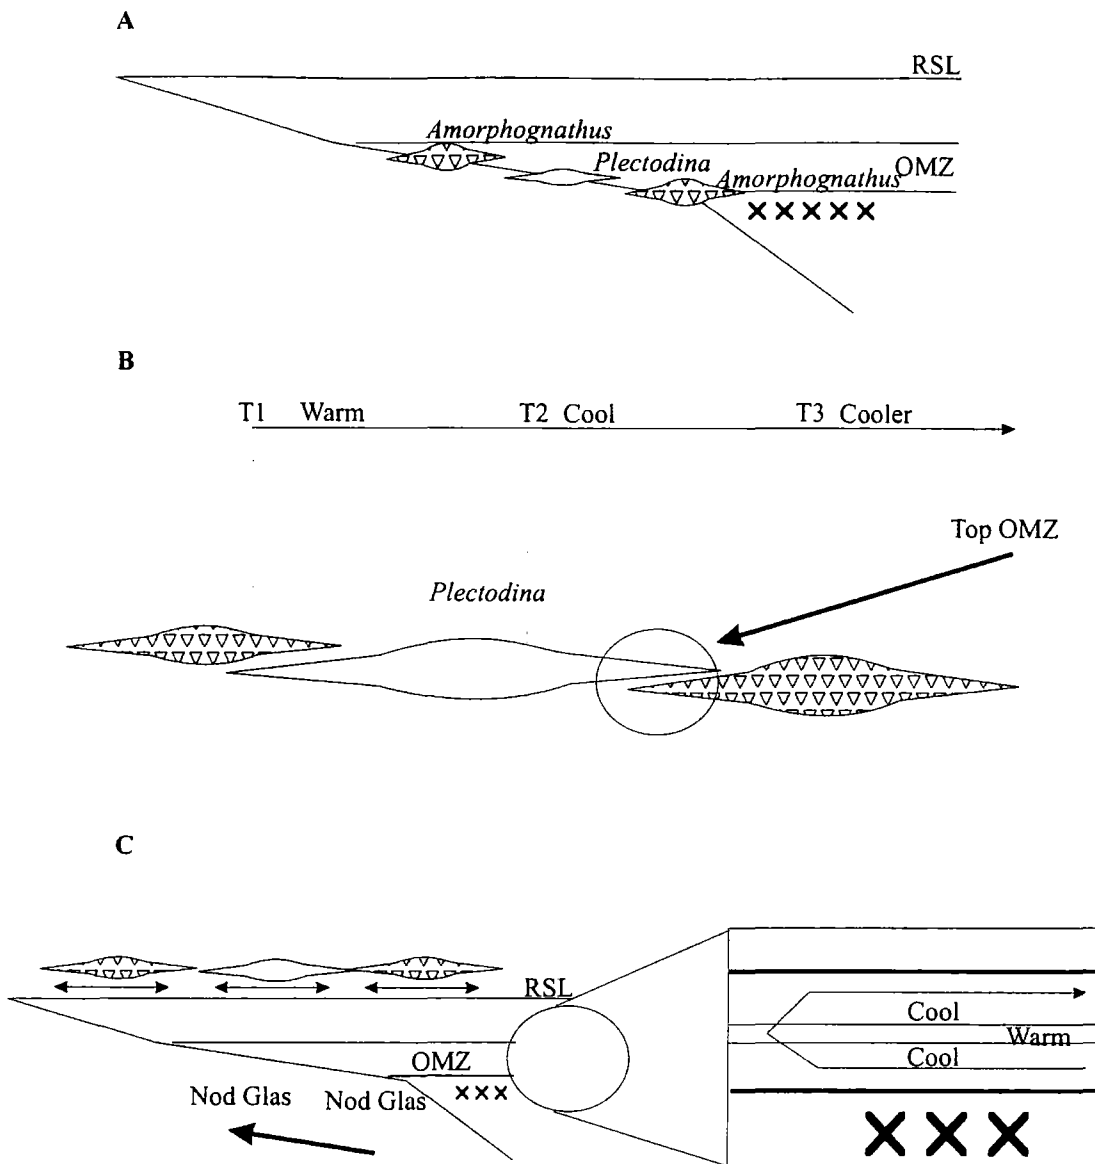 A
RSL
Amorphognathus
Plectodina
OMZ
Amorphognathus
B
T1 Warm T2 Cool T3 Cooler
Top OMZ
Plectodina
C
RSL
Cool
Warm
OMZ
Cool
Nod Glas Nod Glas